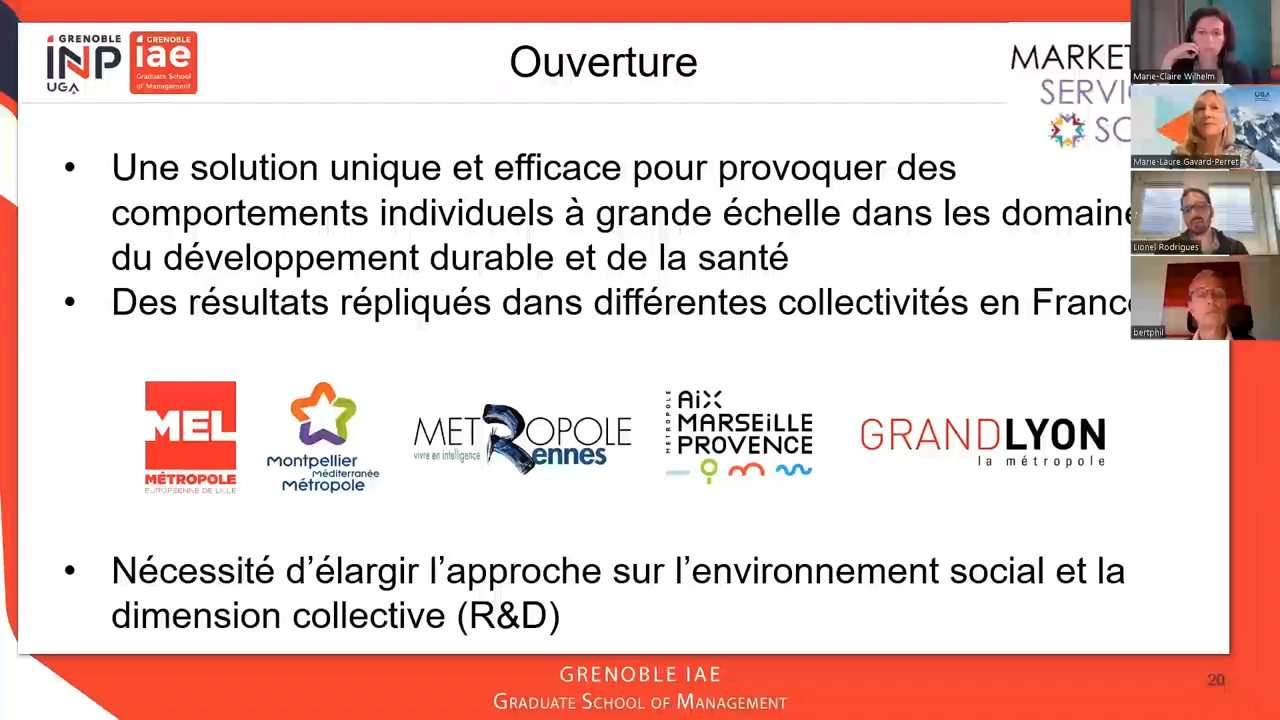 GRENOBLE
INP
UGA
GRENOBLE
iae
Graduate School
of Management
Ouverture
MARKET
SERVI
SO
Marie-Claire Wilhelm
UGA
Marie-Laure Gavard-Perret
Lionel Rodrigues
bertphil
• Une solution unique et efficace pour provoquer des
comportements individuels à grande échelle dans les domaine
du développement durable et de la santé
• Des résultats répliqués dans différentes collectivités en France
MEL
MÉTROPOLE
EUROPÉENNE DE LILLE
montpellier
méditerranée
métropole
METROPOLE
vivre en intelligence
Rennes
MÉTROPOLE
AIX
MARSEILLE
PROVENCE
GRANDLYON
la métropole
• Nécessité d’élargir l’approche sur l’environnement social et la
dimension collective (R&D)
GRENOBLE IAE
GRADUATE SCHOOL OF MANAGEMENT
20